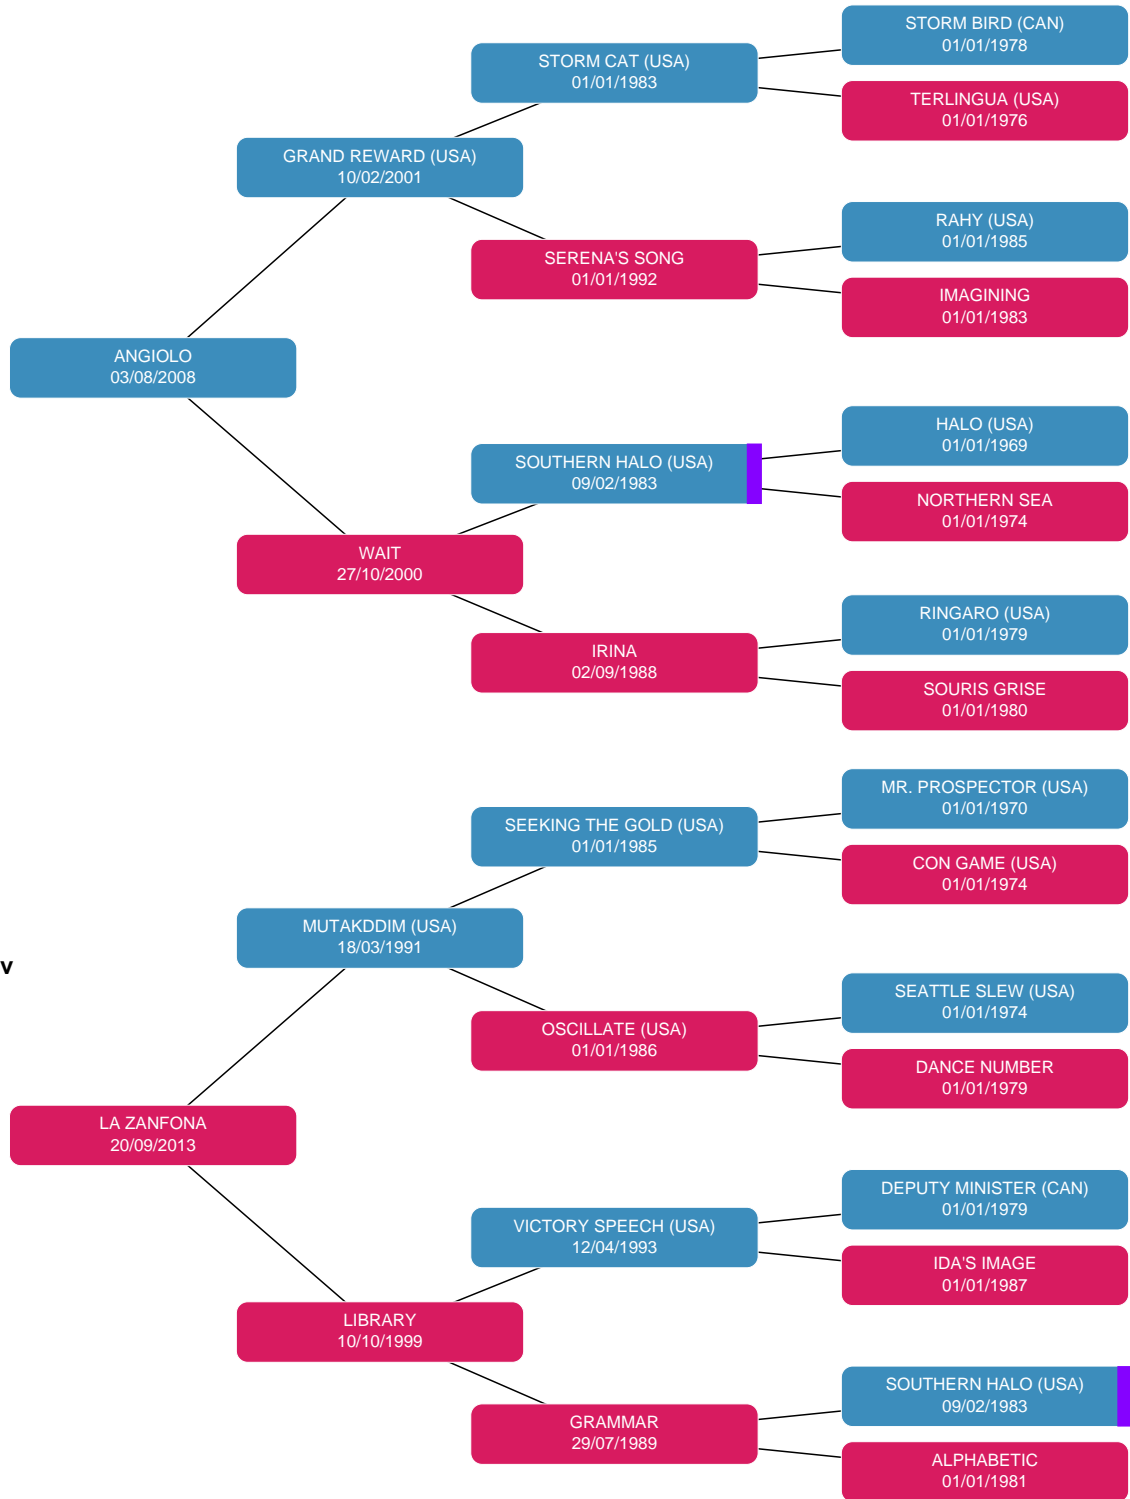 STORM BIRD (CAN)
01/01/1978
STORM CAT (USA)
01/01/1983
TERLINGUA (USA)
01/01/1976
GRAND REWARD (USA)
10/02/2001
RAHY (USA)
01/01/1985
SERENA'S SONG
01/01/1992
IMAGINING
01/01/1983
ANGIOLO
03/08/2008
HALO (USA)
01/01/1969
SOUTHERN HALO (USA)
09/02/1983
NORTHERN SEA
01/01/1974
WAIT
27/10/2000
RINGARO (USA)
01/01/1979
IRINA
02/09/1988
SOURIS GRISE
01/01/1980
MR. PROSPECTOR (USA)
01/01/1970
SEEKING THE GOLD (USA)
01/01/1985
CON GAME (USA)
01/01/1974
MUTAKDDIM (USA)
18/03/1991
v
SEATTLE SLEW (USA)
01/01/1974
OSCILLATE (USA)
01/01/1986
DANCE NUMBER
01/01/1979
LA ZANFONA
20/09/2013
DEPUTY MINISTER (CAN)
01/01/1979
VICTORY SPEECH (USA)
12/04/1993
IDA'S IMAGE
01/01/1987
LIBRARY
10/10/1999
SOUTHERN HALO (USA)
09/02/1983
GRAMMAR
29/07/1989
ALPHABETIC
01/01/1981